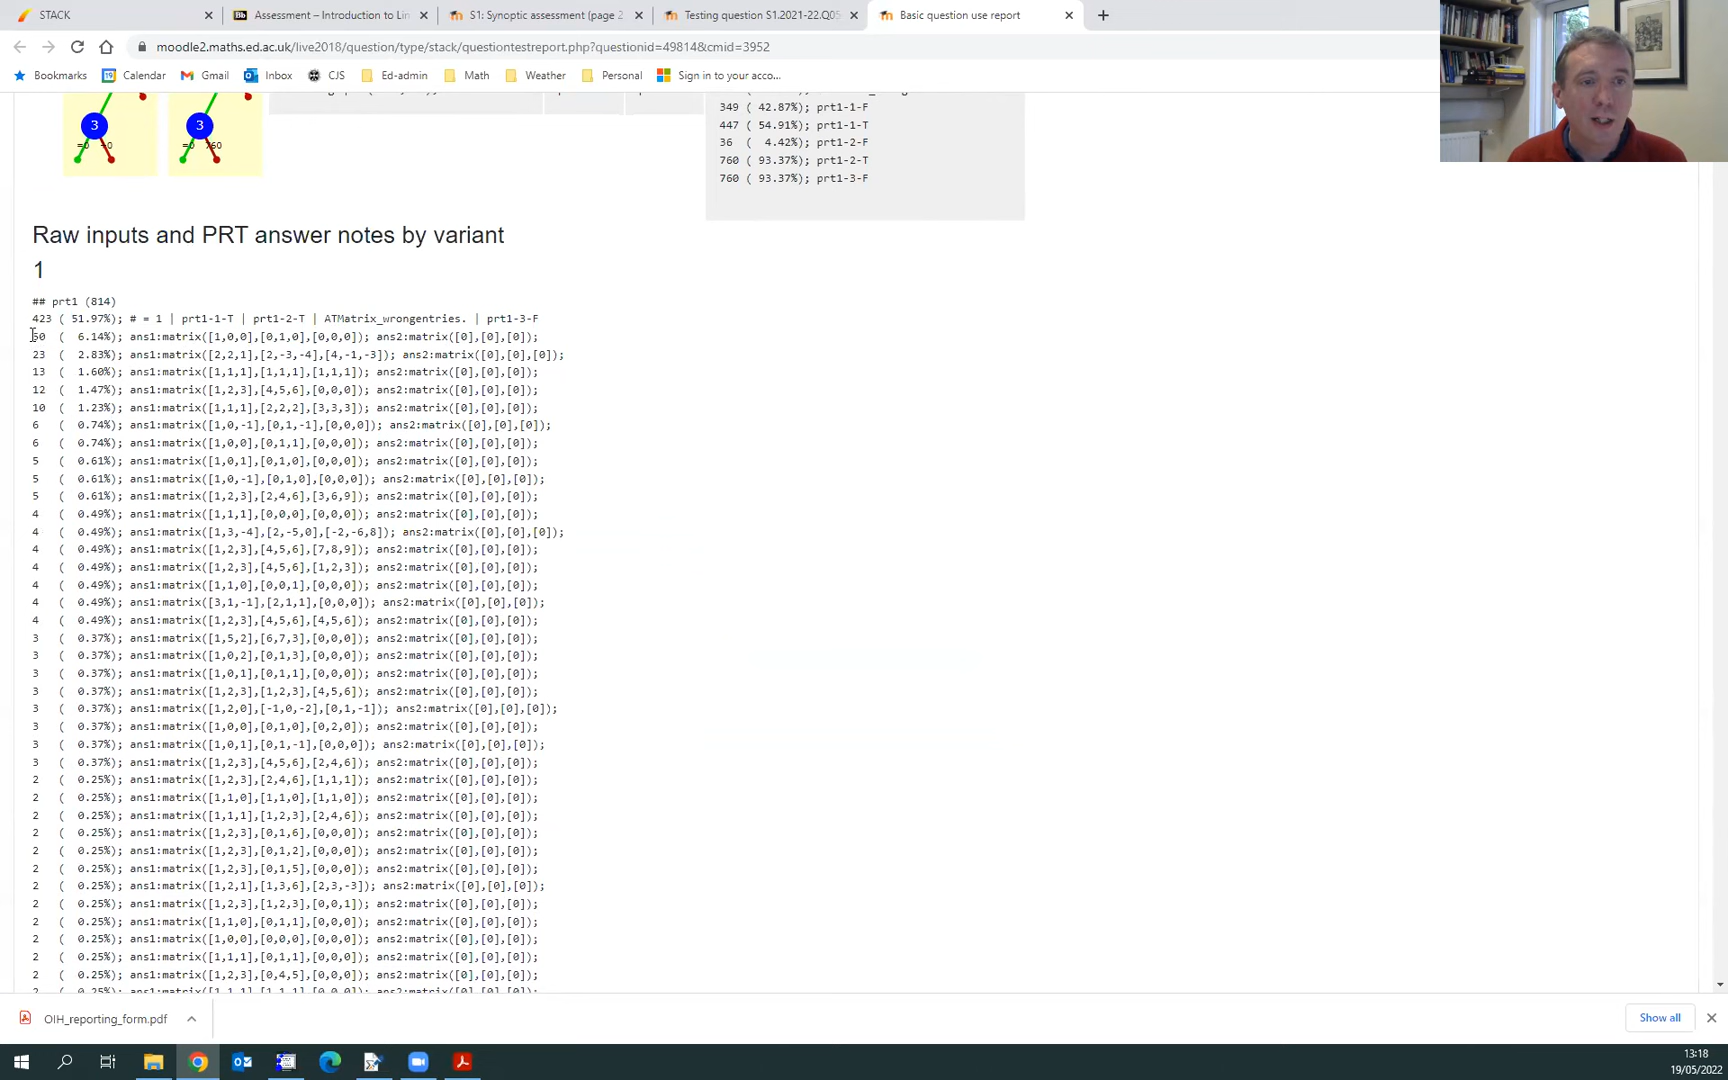 STACK
Assessment – Introduction to Lin
S1: Synoptic assessment (page 2
Testing question S1.2021-22.Q05
Basic question use report
moodle2.maths.ed.ac.uk/live2018/question/type/stack/questiontestreport.php?questionid=49814&cmid=3952
Bookmarks Calendar Gmail Inbox CJS Ed-admin Math Weather Personal Sign in to your acco...
349 ( 42.87%); prt1-1-F
447 ( 54.91%); prt1-1-T
36 ( 4.42%); prt1-2-F
760 ( 93.37%); prt1-2-T
760 ( 93.37%); prt1-3-F
3 3
=0 760
Raw inputs and PRT answer notes by variant
1
## prt1 (814)
423 ( 51.97%); # = 1 | prt1-1-T | prt1-2-T | ATMatrix_wrongentries. | prt1-3-F
50 ( 6.14%); ans1:matrix([1,0,0],[0,1,0],[0,0,0]); ans2:matrix([0],[0],[0]);
23 ( 2.83%); ans1:matrix([2,2,1],[2,-3,-4],[4,-1,-3]); ans2:matrix([0],[0],[0]);
13 ( 1.60%); ans1:matrix([1,1,1],[1,1,1],[1,1,1]); ans2:matrix([0],[0],[0]);
12 ( 1.47%); ans1:matrix([1,2,3],[4,5,6],[0,0,0]); ans2:matrix([0],[0],[0]);
10 ( 1.23%); ans1:matrix([1,1,1],[2,2,2],[3,3,3]); ans2:matrix([0],[0],[0]);
6 ( 0.74%); ans1:matrix([1,0,-1],[0,1,-1],[0,0,0]); ans2:matrix([0],[0],[0]);
6 ( 0.74%); ans1:matrix([1,0,0],[0,1,1],[0,0,0]); ans2:matrix([0],[0],[0]);
5 ( 0.61%); ans1:matrix([1,0,1],[0,1,0],[0,0,0]); ans2:matrix([0],[0],[0]);
5 ( 0.61%); ans1:matrix([1,0,-1],[0,1,0],[0,0,0]); ans2:matrix([0],[0],[0]);
5 ( 0.61%); ans1:matrix([1,2,3],[2,4,6],[3,6,9]); ans2:matrix([0],[0],[0]);
4 ( 0.49%); ans1:matrix([1,1,1],[0,0,0],[0,0,0]); ans2:matrix([0],[0],[0]);
4 ( 0.49%); ans1:matrix([1,3,-4],[2,-5,0],[-2,-6,8]); ans2:matrix([0],[0],[0]);
4 ( 0.49%); ans1:matrix([1,2,3],[4,5,6],[7,8,9]); ans2:matrix([0],[0],[0]);
4 ( 0.49%); ans1:matrix([1,2,3],[4,5,6],[1,2,3]); ans2:matrix([0],[0],[0]);
4 ( 0.49%); ans1:matrix([1,1,0],[0,0,1],[0,0,0]); ans2:matrix([0],[0],[0]);
4 ( 0.49%); ans1:matrix([3,1,-1],[2,1,1],[0,0,0]); ans2:matrix([0],[0],[0]);
4 ( 0.49%); ans1:matrix([1,2,3],[4,5,6],[4,5,6]); ans2:matrix([0],[0],[0]);
3 ( 0.37%); ans1:matrix([1,5,2],[6,7,3],[0,0,0]); ans2:matrix([0],[0],[0]);
3 ( 0.37%); ans1:matrix([1,0,2],[0,1,3],[0,0,0]); ans2:matrix([0],[0],[0]);
3 ( 0.37%); ans1:matrix([1,0,1],[0,1,1],[0,0,0]); ans2:matrix([0],[0],[0]);
3 ( 0.37%); ans1:matrix([1,2,3],[1,2,3],[4,5,6]); ans2:matrix([0],[0],[0]);
3 ( 0.37%); ans1:matrix([1,2,0],[-1,0,-2],[0,1,-1]); ans2:matrix([0],[0],[0]);
3 ( 0.37%); ans1:matrix([1,0,0],[0,1,0],[0,2,0]); ans2:matrix([0],[0],[0]);
3 ( 0.37%); ans1:matrix([1,0,1],[0,1,-1],[0,0,0]); ans2:matrix([0],[0],[0]);
3 ( 0.37%); ans1:matrix([1,2,3],[4,5,6],[2,4,6]); ans2:matrix([0],[0],[0]);
2 ( 0.25%); ans1:matrix([1,2,3],[2,4,6],[1,1,1]); ans2:matrix([0],[0],[0]);
2 ( 0.25%); ans1:matrix([1,1,0],[1,1,0],[1,1,0]); ans2:matrix([0],[0],[0]);
2 ( 0.25%); ans1:matrix([1,1,1],[1,2,3],[2,4,6]); ans2:matrix([0],[0],[0]);
2 ( 0.25%); ans1:matrix([1,2,3],[0,1,6],[0,0,0]); ans2:matrix([0],[0],[0]);
2 ( 0.25%); ans1:matrix([1,2,3],[0,1,2],[0,0,0]); ans2:matrix([0],[0],[0]);
2 ( 0.25%); ans1:matrix([1,2,3],[0,1,5],[0,0,0]); ans2:matrix([0],[0],[0]);
2 ( 0.25%); ans1:matrix([1,2,1],[1,3,6],[2,3,-3]); ans2:matrix([0],[0],[0]);
2 ( 0.25%); ans1:matrix([1,2,3],[1,2,3],[0,0,1]); ans2:matrix([0],[0],[0]);
2 ( 0.25%); ans1:matrix([1,1,0],[0,1,1],[0,0,0]); ans2:matrix([0],[0],[0]);
2 ( 0.25%); ans1:matrix([1,0,0],[0,0,0],[0,0,0]); ans2:matrix([0],[0],[0]);
2 ( 0.25%); ans1:matrix([1,1,1],[0,1,1],[0,0,0]); ans2:matrix([0],[0],[0]);
2 ( 0.25%); ans1:matrix([1,2,3],[0,4,5],[0,0,0]); ans2:matrix([0],[0],[0]);
OIH_reporting_form.pdf
Show all
13:18
19/05/2022